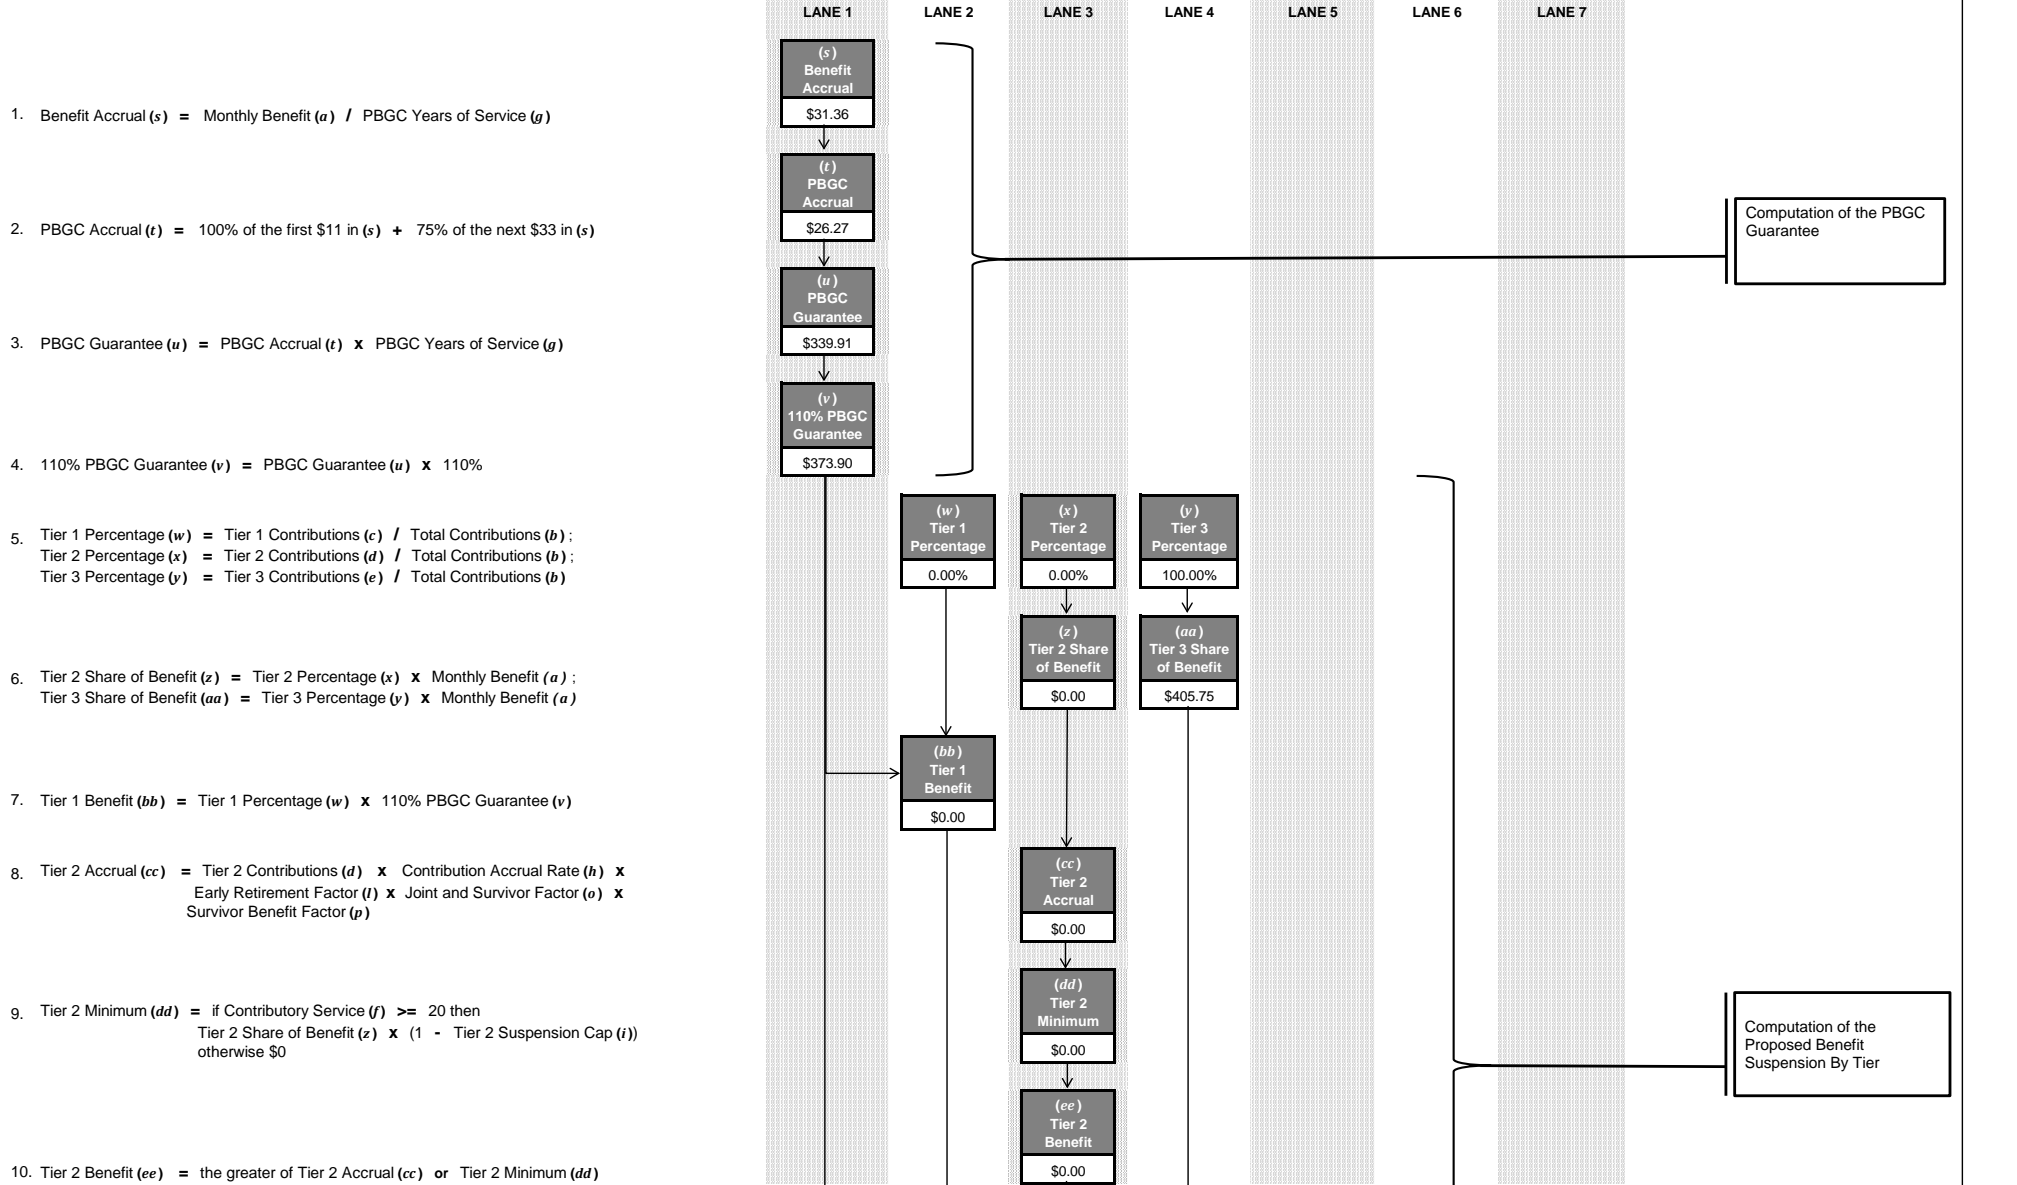 LANE 1 LANE 2 LANE 3 LANE 4 LANE 5 LANE 6 LANE 7
(s)
Benefit
Accrual
$31.36
1. Benefit Accrual (s) = Monthly Benefit (a) / PBGC Years of Service (g)
(t)
PBGC
Accrual
$26.27
2. PBGC Accrual (t) = 100% of the first $11 in (s) + 75% of the next $33 in (s)
Computation of the PBGC
Guarantee
(u)
PBGC
Guarantee
$339.91
3. PBGC Guarantee (u) = PBGC Accrual (t) x PBGC Years of Service (g)
(v)
110% PBGC
Guarantee
$373.90
4. 110% PBGC Guarantee (v) = PBGC Guarantee (u) x 110%
(w)
Tier 1
Percentage
0.00%
(x)
Tier 2
Percentage
0.00%
(y)
Tier 3
Percentage
100.00%
5. Tier 1 Percentage (w) = Tier 1 Contributions (c) / Total Contributions (b) ;
Tier 2 Percentage (x) = Tier 2 Contributions (d) / Total Contributions (b) ;
Tier 3 Percentage (y) = Tier 3 Contributions (e) / Total Contributions (b)
(z)
Tier 2 Share
of Benefit
$0.00
(aa)
Tier 3 Share
of Benefit
$405.75
6. Tier 2 Share of Benefit (z) = Tier 2 Percentage (x) x Monthly Benefit (a) ;
Tier 3 Share of Benefit (aa) = Tier 3 Percentage (y) x Monthly Benefit (a)
(bb)
Tier 1
Benefit
$0.00
7. Tier 1 Benefit (bb) = Tier 1 Percentage (w) x 110% PBGC Guarantee (v)
(cc)
Tier 2
Accrual
$0.00
8. Tier 2 Accrual (cc) = Tier 2 Contributions (d) x Contribution Accrual Rate (h) x
Early Retirement Factor (l) x Joint and Survivor Factor (o) x
Survivor Benefit Factor (p)
(dd)
Tier 2
Minimum
$0.00
9. Tier 2 Minimum (dd) = if Contributory Service (f) >= 20 then
Tier 2 Share of Benefit (z) x (1 - Tier 2 Suspension Cap (i))
otherwise $0
Computation of the
Proposed Benefit
Suspension By Tier
(ee)
Tier 2
Benefit
$0.00
10. Tier 2 Benefit (ee) = the greater of Tier 2 Accrual (cc) or Tier 2 Minimum (dd)